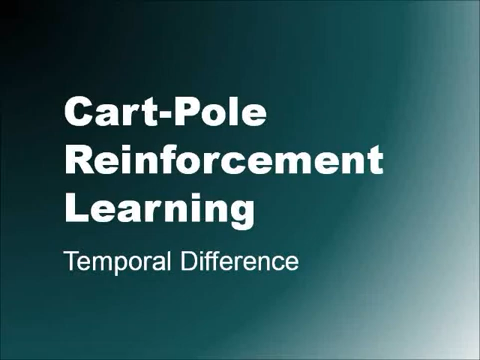 Cart-Pole
Reinforcement
Learning
Temporal Difference